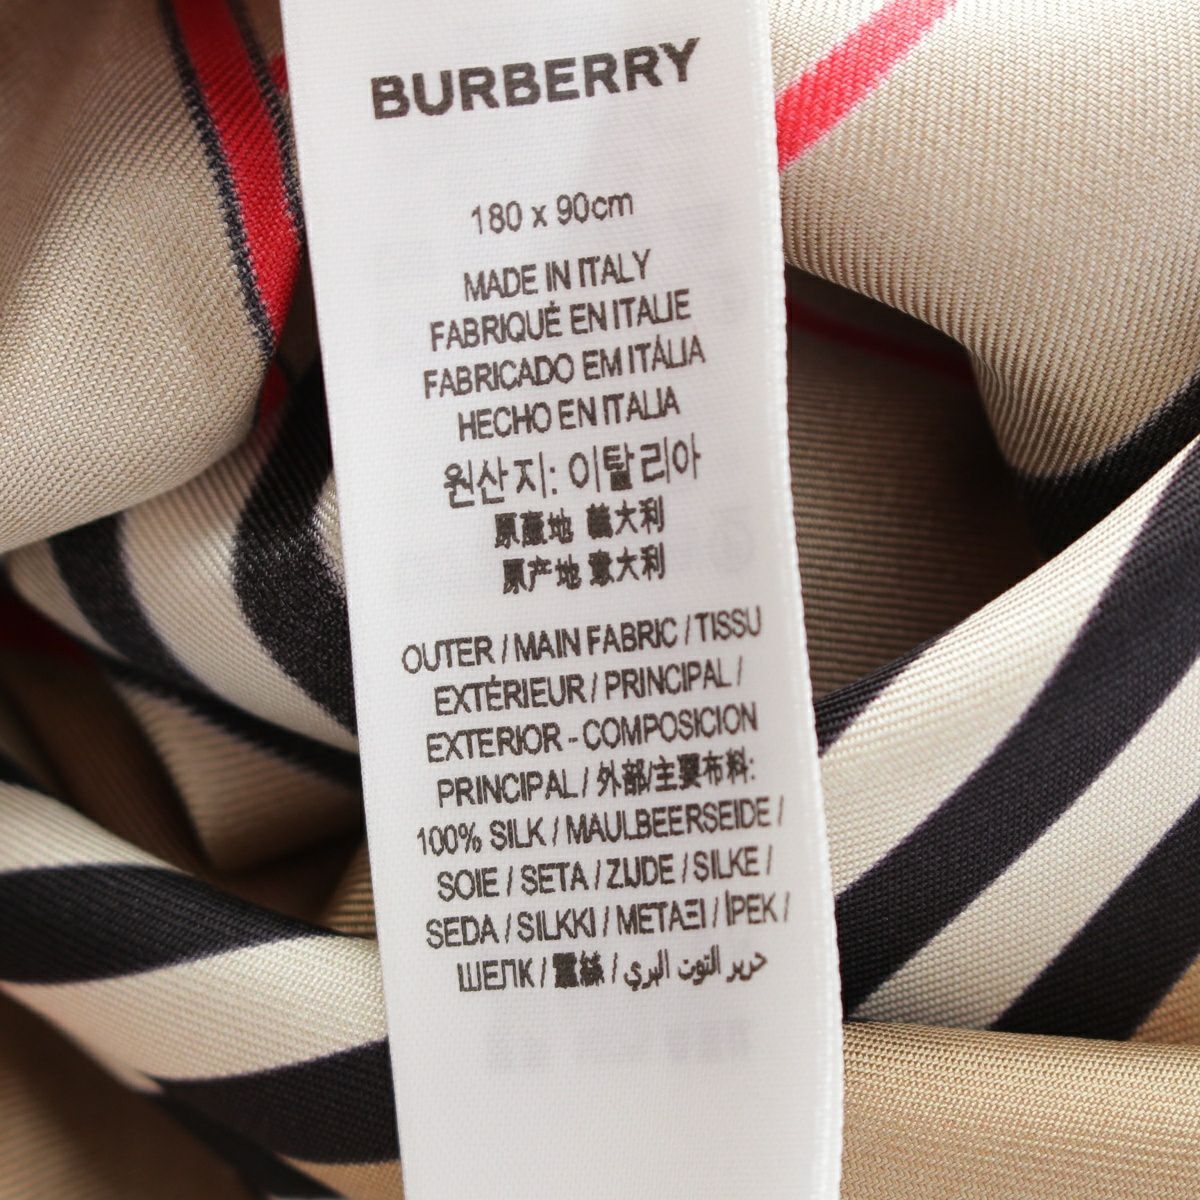 BURBERRY
180 x 90cm
MADE IN ITALY
FABRIQUÉ EN ITALIE
FABRICADO EM ITÁLIA
HECHO EN ITALIA
원산지: 이탈리아
原產地 義大利
原产地 意大利
OUTER / MAIN FABRIC / TISSU
EXTÉRIEUR / PRINCIPAL /
EXTERIOR - COMPOSICION
PRINCIPAL / 外部/主要布料:
100% SILK / MAULBEERSEIDE /
SOIE / SETA / ZIJDE / SILKE /
SEDA / SILKKI / ΜΕΤΑΞΙ / İPEK /
ШЕЛК / 蠶絲 / حرير التوت البري